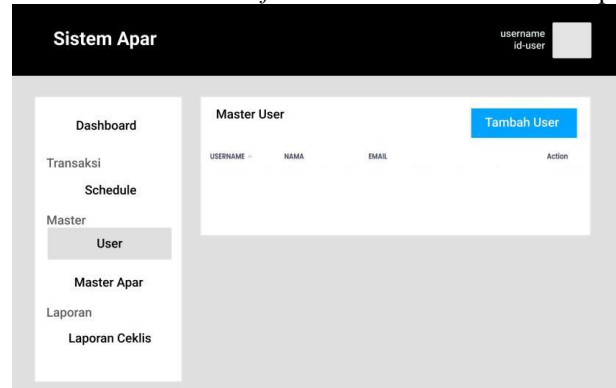 Sistem Apar
username
id-user
Dashboard
Transaksi
Schedule
Master
User
Master Apar
Laporan
Laporan Ceklis
Master User
Tambah User
USERNAME NAMA EMAIL Action